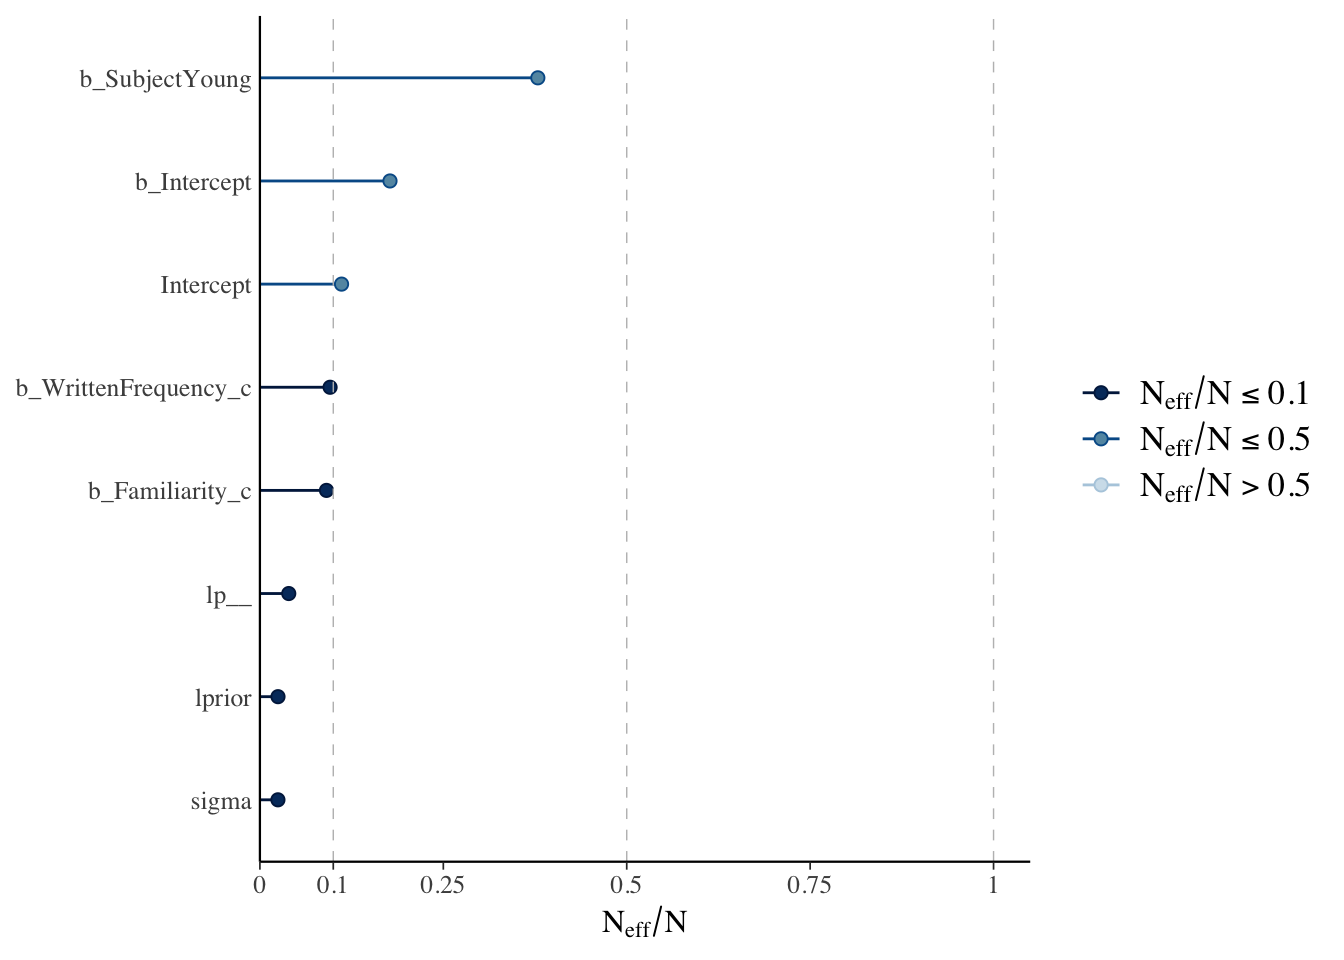 b_SubjectYoung
b_Intercept
Intercept
b_WrittenFrequency_c
b_Familiarity_c
lp__
lprior
sigma
0 0.1 0.25 0.5 0.75 1
Neff/N
Neff/N ≤ 0.1
Neff/N ≤ 0.5
Neff/N > 0.5